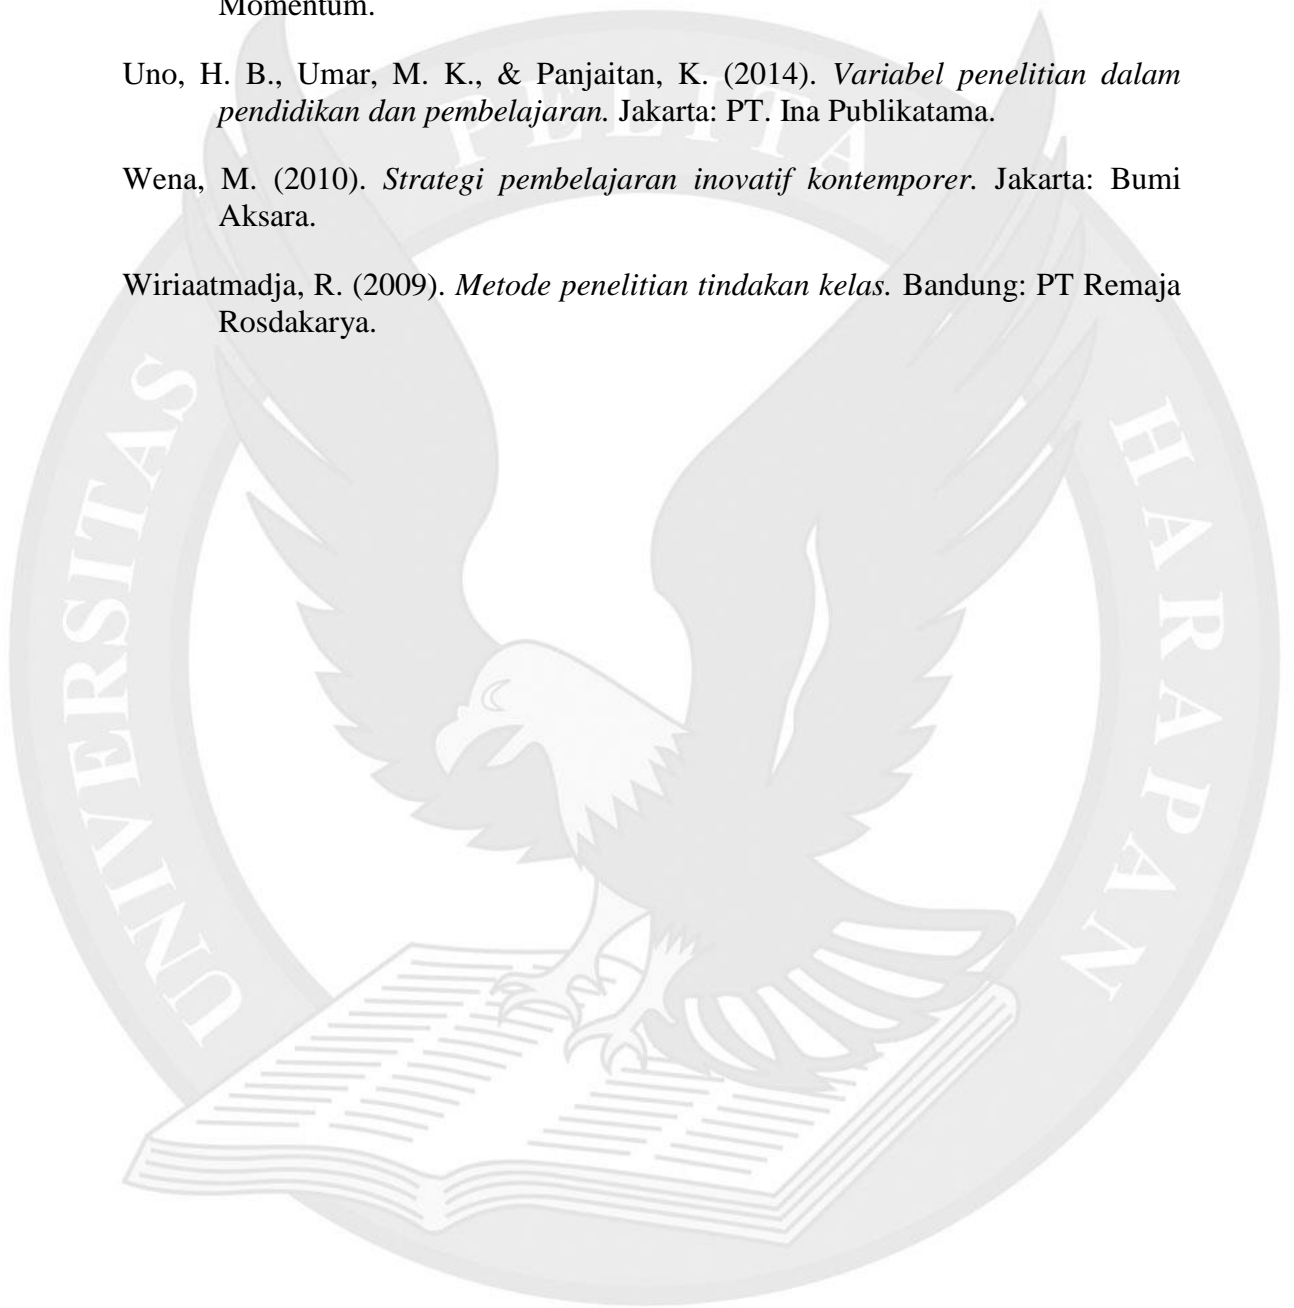 Momentum.
Uno, H. B., Umar, M. K., & Panjaitan, K. (2014). Variabel penelitian dalam
pendidikan dan pembelajaran. Jakarta: PT. Ina Publikatama.
Wena, M. (2010). Strategi pembelajaran inovatif kontemporer. Jakarta: Bumi
Aksara.
Wiriaatmadja, R. (2009). Metode penelitian tindakan kelas. Bandung: PT Remaja
Rosdakarya.
UNIVERSITAS
PELITA
HARAPAN